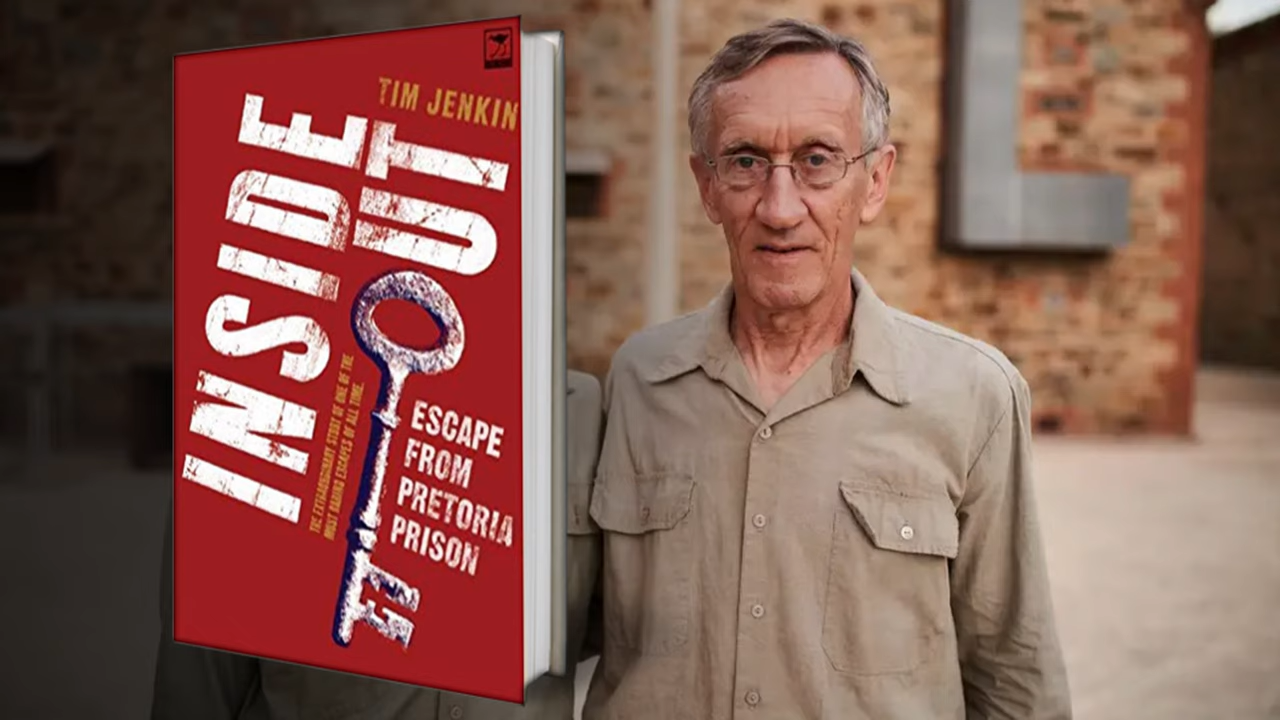 TIM JENKIN
INSIDE
OUT
THE EXTRAORDINARY STORY OF ONE OF THE
MOST DARING ESCAPES OF ALL TIME...
ESCAPE
FROM
PRETORIA
PRISON